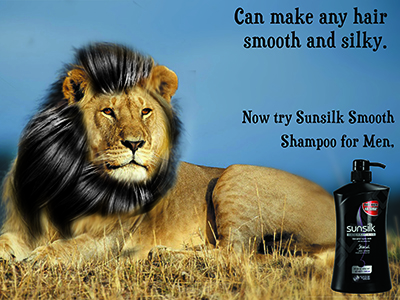 Can make any hair
smooth and silky.
Now try Sunsilk Smooth
Shampoo for Men,
sunsilk